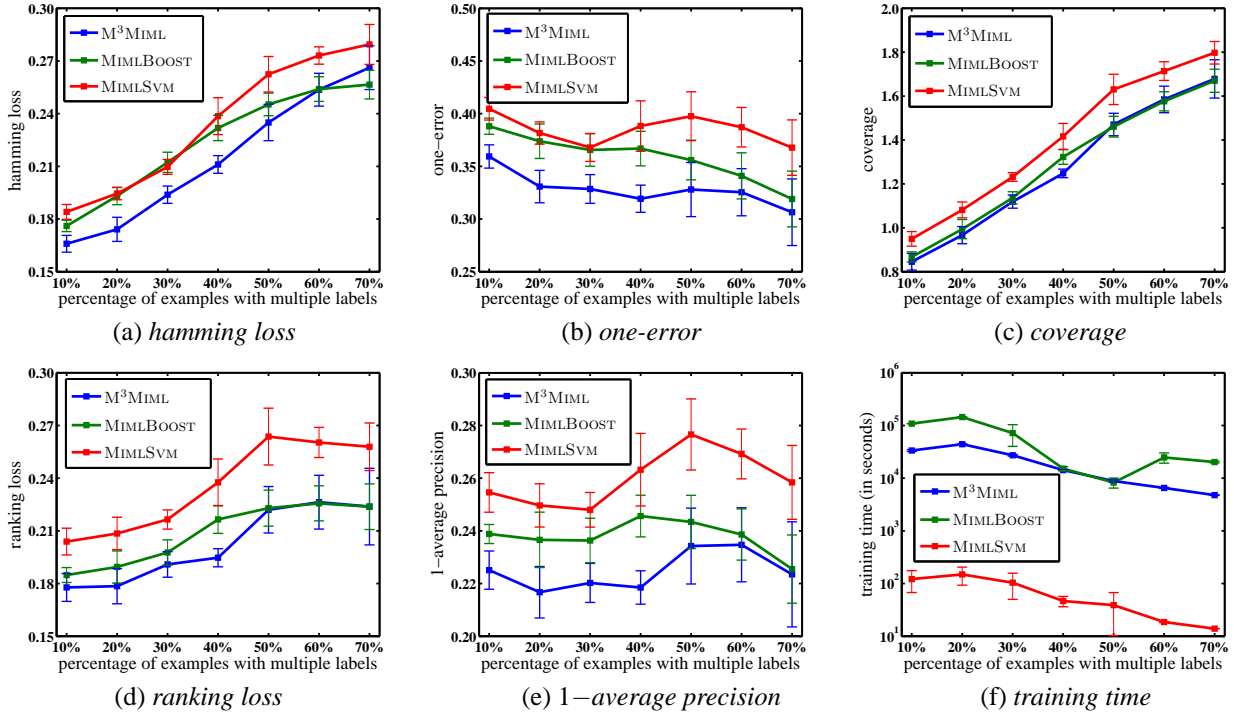 hamming loss
0.30
0.27
0.24
0.21
0.18
0.15
M³MIML
MIMLBOOST
MIMLSVM
10% 20% 30% 40% 50% 60% 70%
percentage of examples with multiple labels
(a) hamming loss
one−error
0.50
0.45
0.40
0.35
0.30
0.25
M³MIML
MIMLBOOST
MIMLSVM
10% 20% 30% 40% 50% 60% 70%
percentage of examples with multiple labels
(b) one-error
coverage
2.0
1.8
1.6
1.4
1.2
1.0
0.8
M³MIML
MIMLBOOST
MIMLSVM
10% 20% 30% 40% 50% 60% 70%
percentage of examples with multiple labels
(c) coverage
ranking loss
0.30
0.27
0.24
0.21
0.18
0.15
M³MIML
MIMLBOOST
MIMLSVM
10% 20% 30% 40% 50% 60% 70%
percentage of examples with multiple labels
(d) ranking loss
1−average precision
0.30
0.28
0.26
0.24
0.22
0.20
M³MIML
MIMLBOOST
MIMLSVM
10% 20% 30% 40% 50% 60% 70%
percentage of examples with multiple labels
(e) 1−average precision
training time (in seconds)
10⁶
10⁵
10⁴
10³
10²
10¹
M³MIML
MIMLBOOST
MIMLSVM
10% 20% 30% 40% 50% 60% 70%
percentage of examples with multiple labels
(f) training time